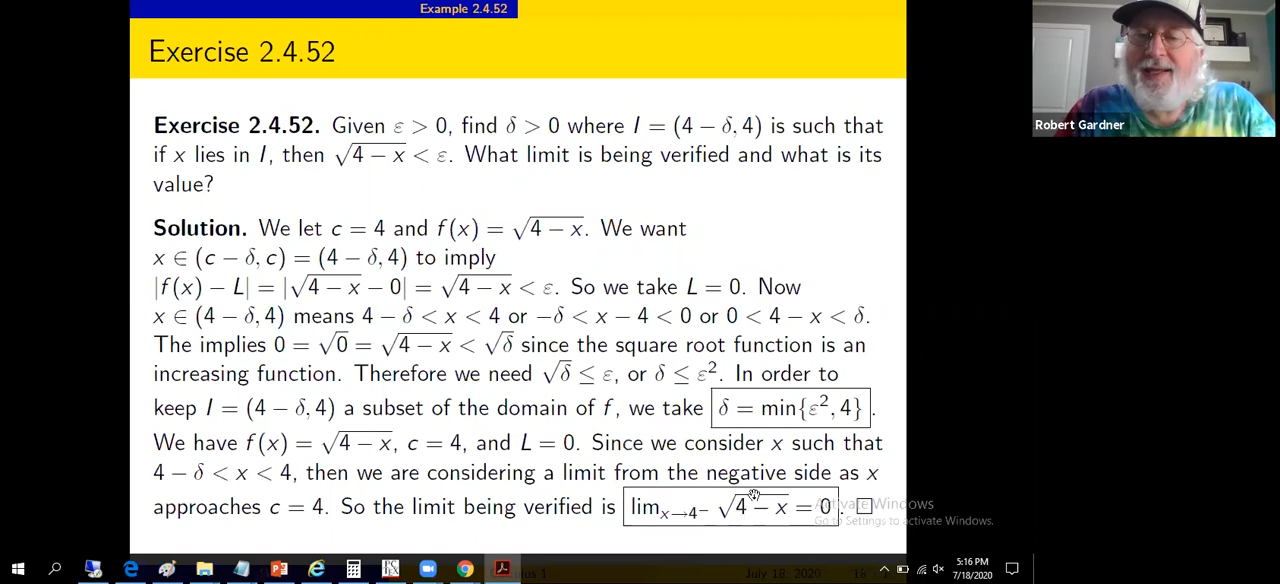 Example 2.4.52
Exercise 2.4.52
Robert Gardner
Exercise 2.4.52. Given ε > 0, find δ > 0 where I = (4 − δ, 4) is such that
if x lies in I, then √4 − x < ε. What limit is being verified and what is its
value?
Solution. We let c = 4 and f(x) = √4 − x. We want
x ∈ (c − δ, c) = (4 − δ, 4) to imply
|f(x) − L| = |√4 − x − 0| = √4 − x < ε. So we take L = 0. Now
x ∈ (4 − δ, 4) means 4 − δ < x < 4 or −δ < x − 4 < 0 or 0 < 4 − x < δ.
The implies 0 = √0 = √4 − x < √δ since the square root function is an
increasing function. Therefore we need √δ ≤ ε, or δ ≤ ε². In order to
keep I = (4 − δ, 4) a subset of the domain of f, we take δ = min{ε², 4}.
We have f(x) = √4 − x, c = 4, and L = 0. Since we consider x such that
4 − δ < x < 4, then we are considering a limit from the negative side as x
approaches c = 4. So the limit being verified is lim x→4− √4 − x = 0. □
Activate Windows
Go to Settings to activate Windows.
July 18, 2020
5:16 PM
7/18/2020